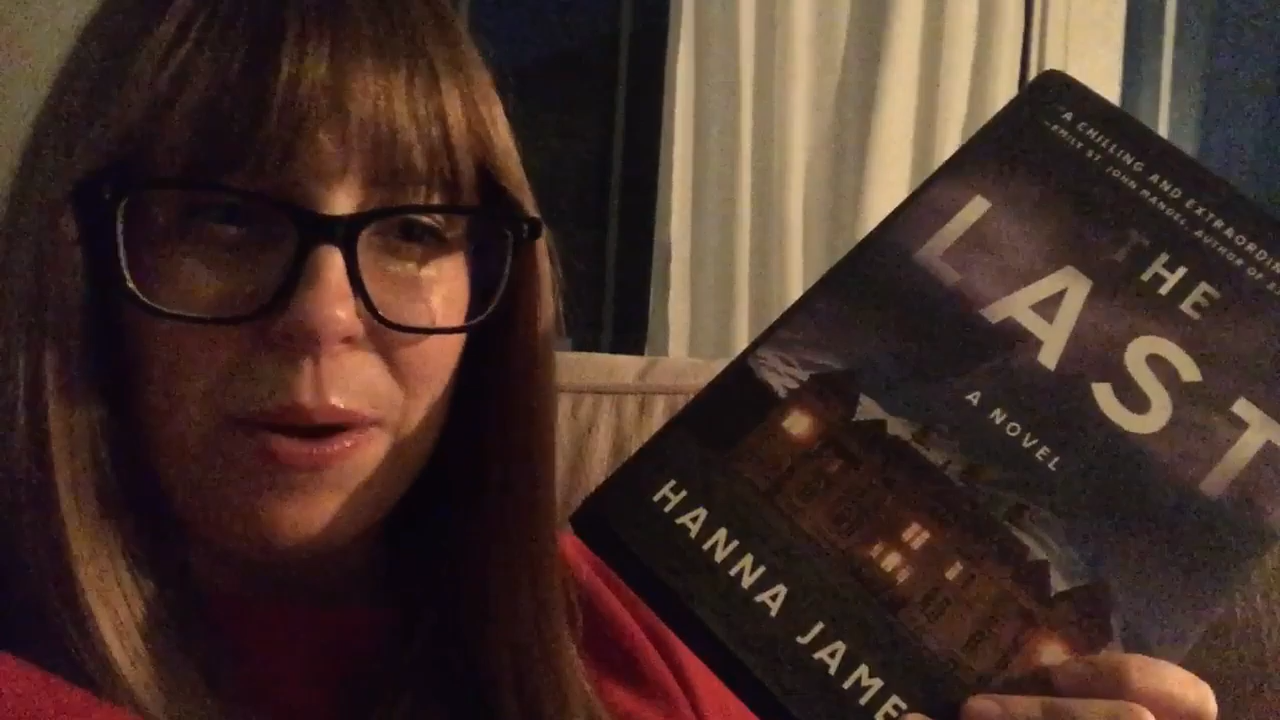 "A CHILLING AND EXTRAORDIN
—EMILY ST. JOHN MANDEL, AUTHOR OF
THE
LAST
A NOVEL
HANNA JAME